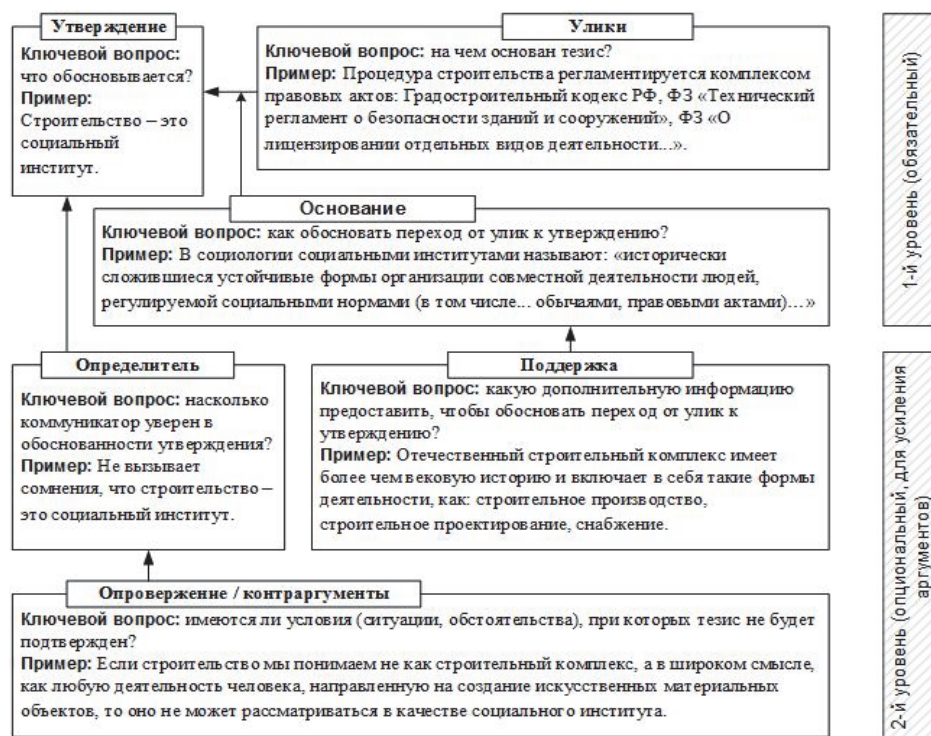 Утверждение
Ключевой вопрос:
что обосновывается?
Пример:
Строительство – это
социальный
институт.
Улики
Ключевой вопрос: на чем основан тезис?
Пример: Процедура строительства регламентируется комплексом
правовых актов: Градостроительный кодекс РФ, ФЗ «Технический
регламент о безопасности зданий и сооружений», ФЗ «О
лицензировании отдельных видов деятельности...».
Основание
Ключевой вопрос: как обосновать переход от улик к утверждению?
Пример: В социологии социальными институтами называют: «исторически
сложившиеся устойчивые формы организации совместной деятельности людей,
регулируемой социальными нормами (в том числе... обычаями, правовыми актами)…»
1-й уровень (обязательный)
Определитель
Ключевой вопрос: насколько
коммуникатор уверен в
обоснованности утверждения?
Пример: Не вызывает
сомнения, что строительство –
это социальный институт.
Поддержка
Ключевой вопрос: какую дополнительную информацию
предоставить, чтобы обосновать переход от улик к
утверждению?
Пример: Отечественный строительный комплекс имеет
более чем вековую историю и включает в себя такие формы
деятельности, как: строительное производство,
строительное проектирование, снабжение.
Опровержение / контраргументы
Ключевой вопрос: имеются ли условия (ситуации, обстоятельства), при которых тезис не будет
подтвержден?
Пример: Если строительство мы понимаем не как строительный комплекс, а в широком смысле,
как любую деятельность человека, направленную на создание искусственных материальных
объектов, то оно не может рассматриваться в качестве социального института.
2-й уровень (опциональный, для усиления
аргументов)